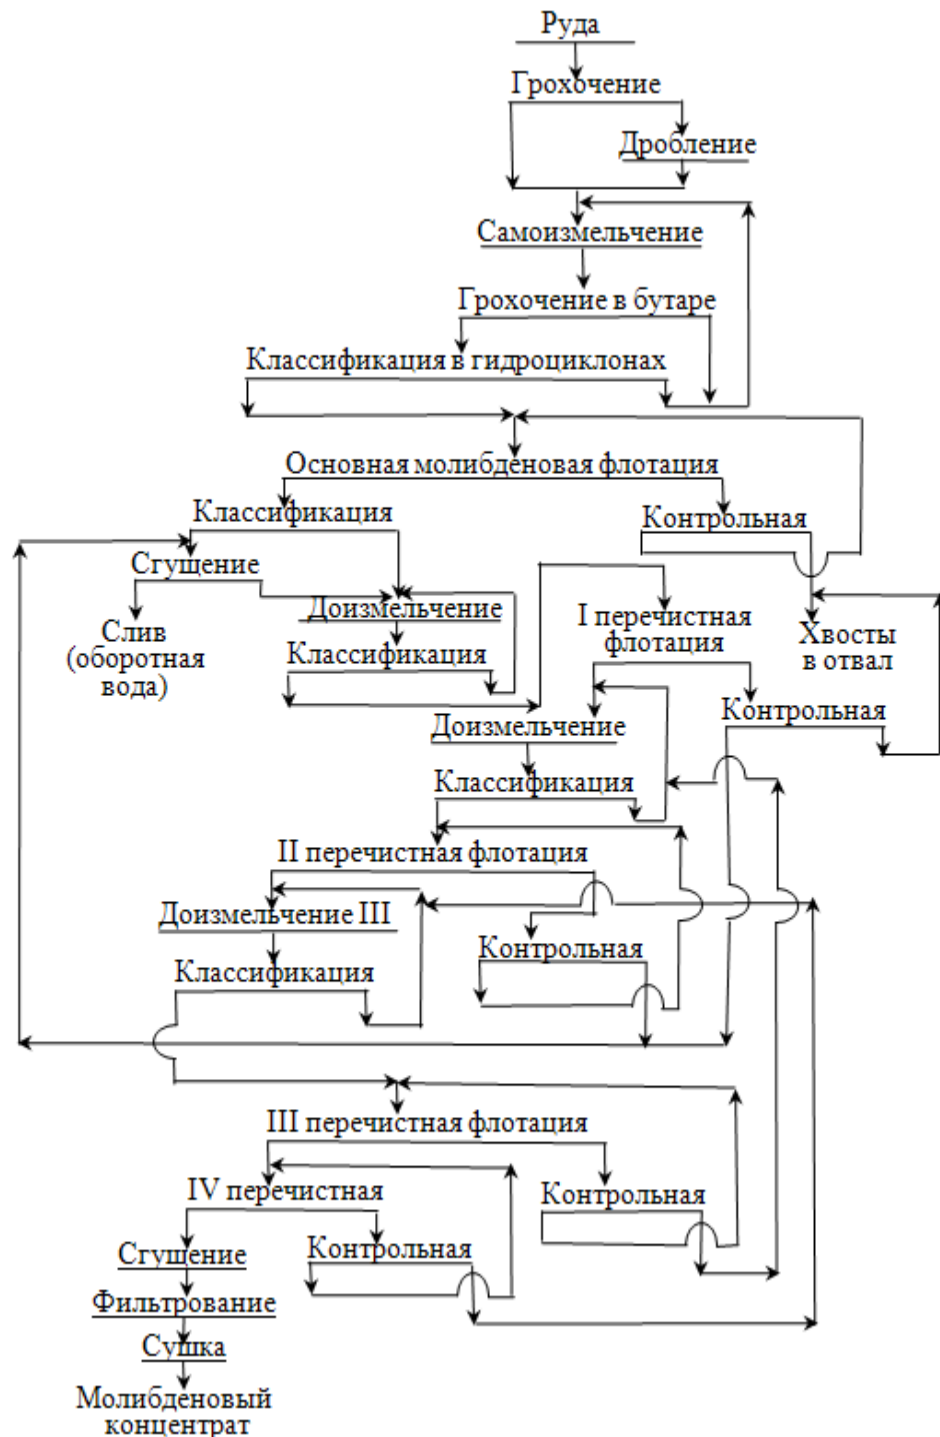 Руда
Грохочение
Дробление
Самоизмельчение
Грохочение в бутаре
Классификация в гидроциклонах
Основная молибденовая флотация
Классификация
Контрольная
Сгущение
Доизмельчение
I перечистная
флотация
Слив
(оборотная
вода)
Хвосты
в отвал
Классификация
Контрольная
Доизмельчение
Классификация
II перечистная флотация
Доизмельчение III
Контрольная
Классификация
III перечистная флотация
IV перечистная
Контрольная
Сгущение
Контрольная
Фильтрование
Сушка
Молибденовый
концентрат